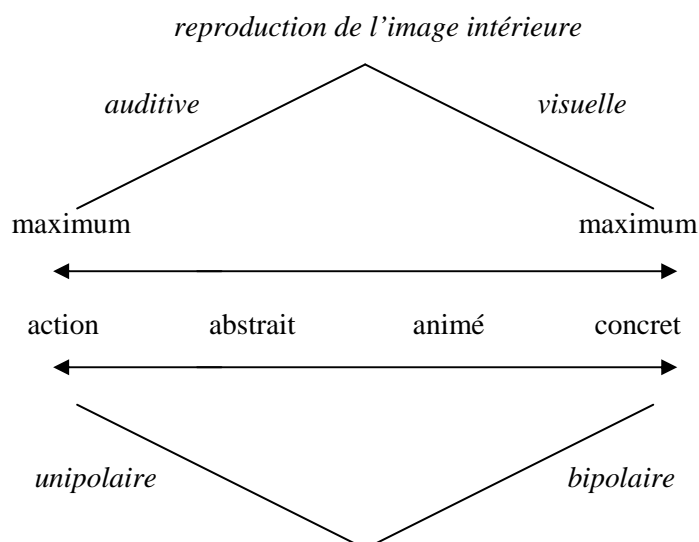 reproduction de l’image intérieure
auditive visuelle
maximum maximum
action abstrait animé concret
unipolaire bipolaire